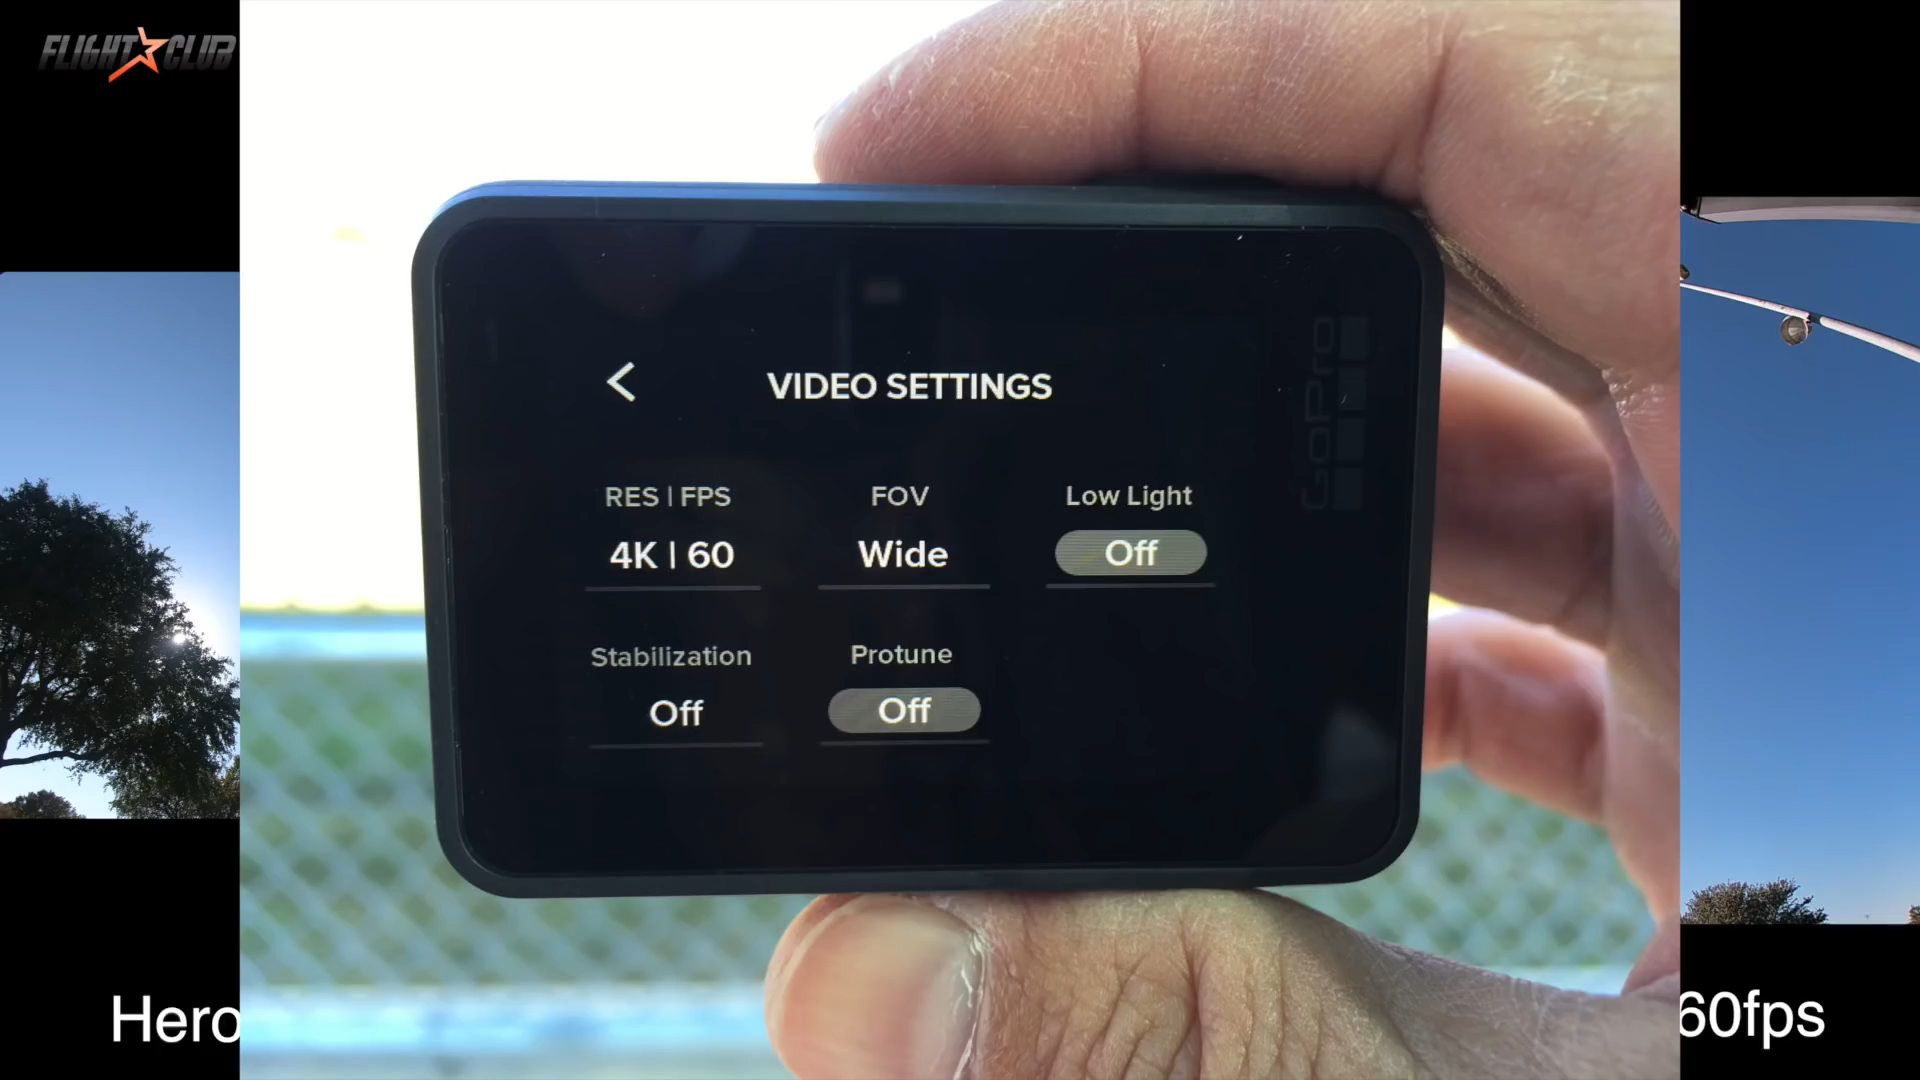 FLIGHT CLUB
VIDEO SETTINGS
RES | FPS
4K | 60
FOV
Wide
Low Light
Off
Stabilization
Off
Protune
Off
GoPro
Hero
60fps